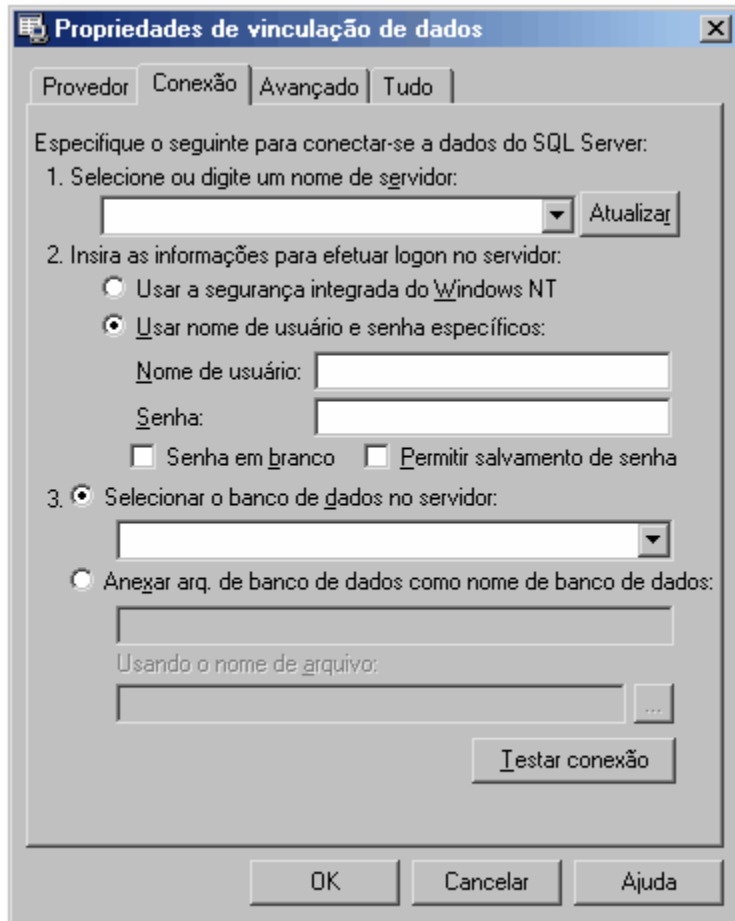 Propriedades de vinculação de dados
Provedor Conexão Avançado Tudo
Especifique o seguinte para conectar-se a dados do SQL Server:
1. Selecione ou digite um nome de servidor:
Atualizar
2. Insira as informações para efetuar logon no servidor:
Usar a segurança integrada do Windows NT
Usar nome de usuário e senha específicos:
Nome de usuário:
Senha:
Senha em branco Permitir salvamento de senha
3. Selecionar o banco de dados no servidor:
Anexar arq. de banco de dados como nome de banco de dados:
Usando o nome de arquivo:
...
Testar conexão
OK Cancelar Ajuda